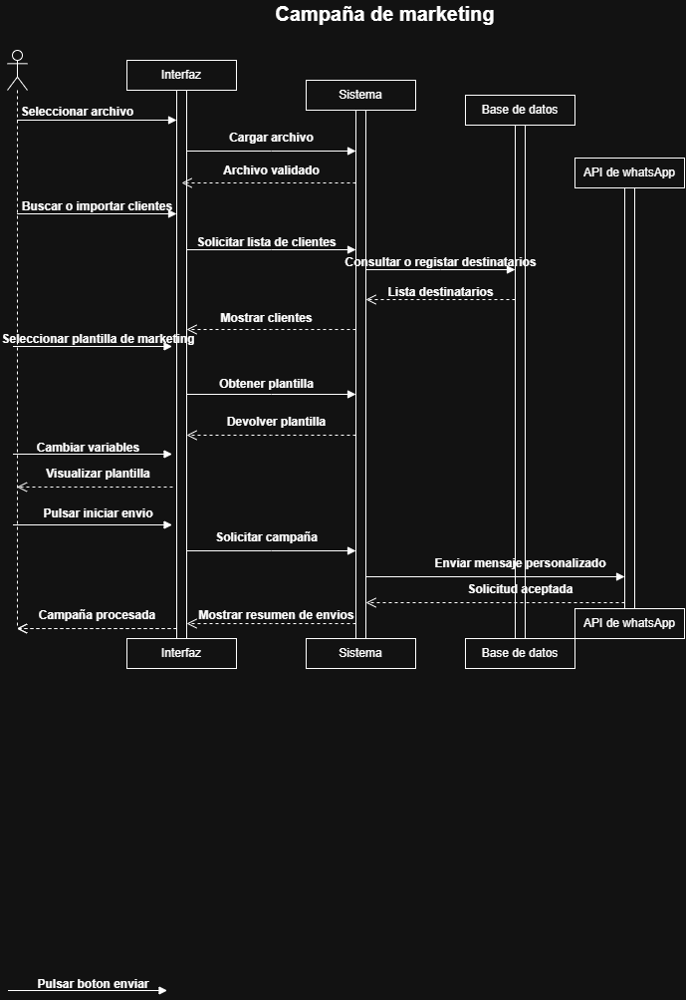 Campaña de marketing
Interfaz
Sistema
Base de datos
Seleccionar archivo
Cargar archivo
Archivo validado
API de whatsApp
Buscar o importar clientes
Solicitar lista de clientes
Consultar o registar destinatarios
Lista destinatarios
Mostrar clientes
Seleccionar plantilla de marketing
Obtener plantilla
Devolver plantilla
Cambiar variables
Visualizar plantilla
Pulsar iniciar envio
Solicitar campaña
Enviar mensaje personalizado
Solicitud aceptada
Campaña procesada
Mostrar resumen de envios
API de whatsApp
Interfaz
Sistema
Base de datos
Pulsar boton enviar